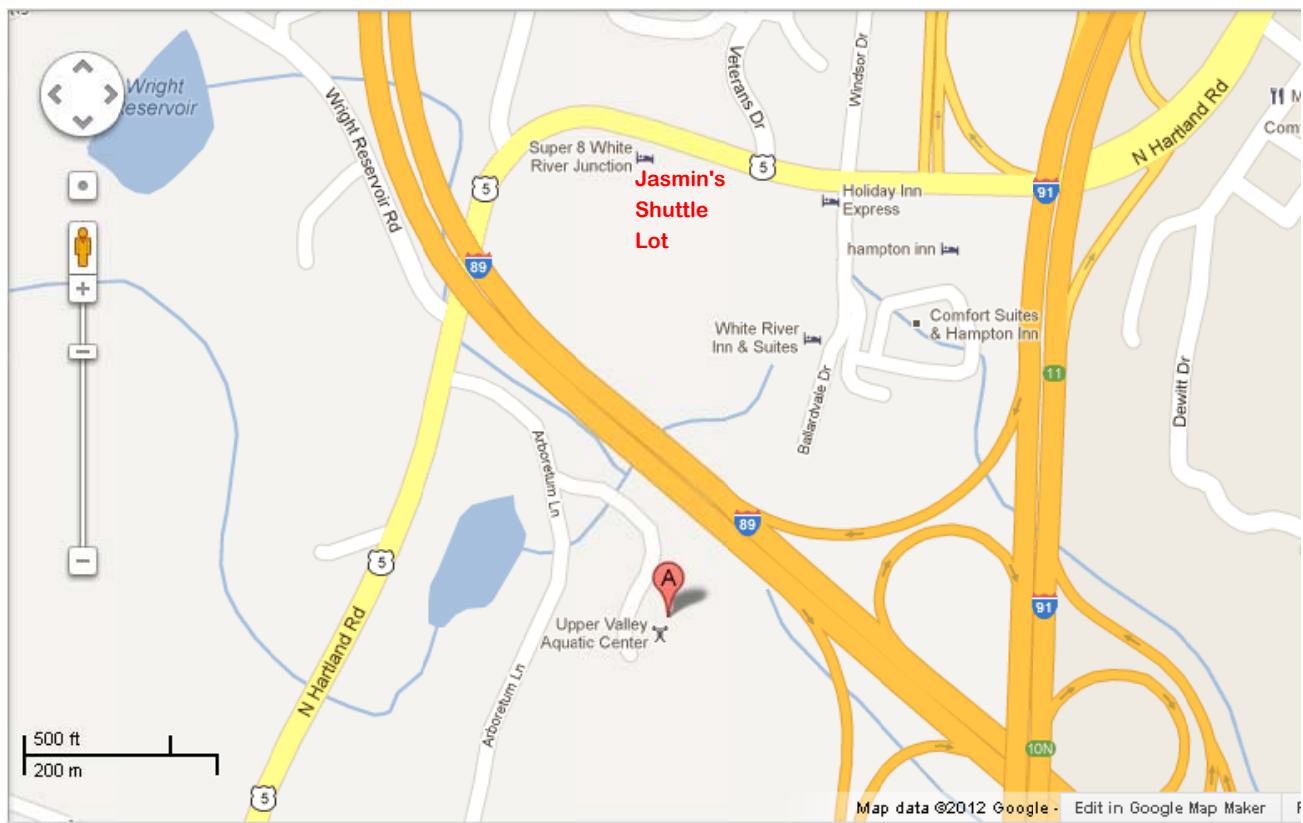 Wright
Reservoir
Wright Reservoir Rd
Veterans Dr
Windsor Dr
N Hartland Rd
Super 8 White
River Junction
5
5
Jasmin's
Shuttle
Lot
Holiday Inn
Express
91
hampton inn
89
Comfort Suites
& Hampton Inn
White River
Inn & Suites
Ballardvale Dr
11
Dewitt Dr
Arboretum Ln
89
5
A
91
Upper Valley
Aquatic Center
N Hartland Rd
Arboretum Ln
500 ft
200 m
10N
5
Map data ©2012 Google -
Edit in Google Map Maker